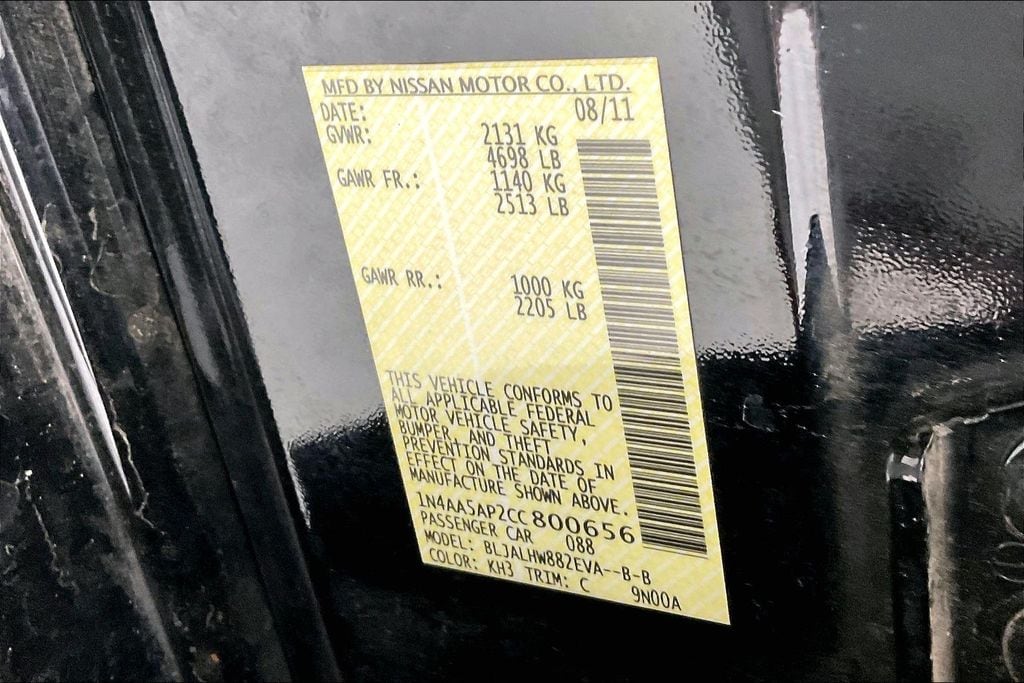 MFD BY NISSAN MOTOR CO., LTD.
DATE: 08/11
GVWR: 2131 KG
4698 LB
GAWR FR.: 1140 KG
2513 LB
GAWR RR.: 1000 KG
2205 LB
THIS VEHICLE CONFORMS TO
ALL APPLICABLE FEDERAL
MOTOR VEHICLE SAFETY,
BUMPER, AND THEFT
PREVENTION STANDARDS IN
EFFECT ON THE DATE OF
MANUFACTURE SHOWN ABOVE.
1N4AA5AP2CC800656
PASSENGER CAR 088
MODEL: BLJALHW882EVA--B-B
COLOR: KH3 TRIM: C 9N00A